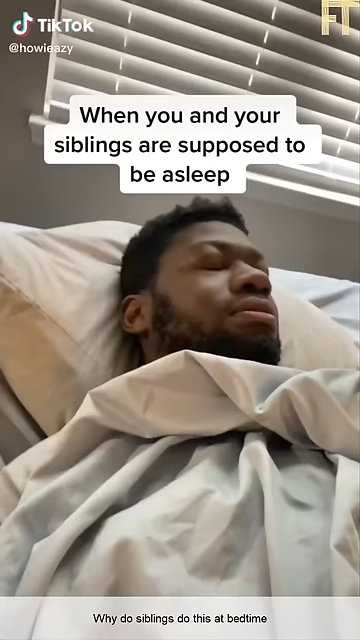 TikTok
@howieazy
FT
When you and your
siblings are supposed to
be asleep
Why do siblings do this at bedtime